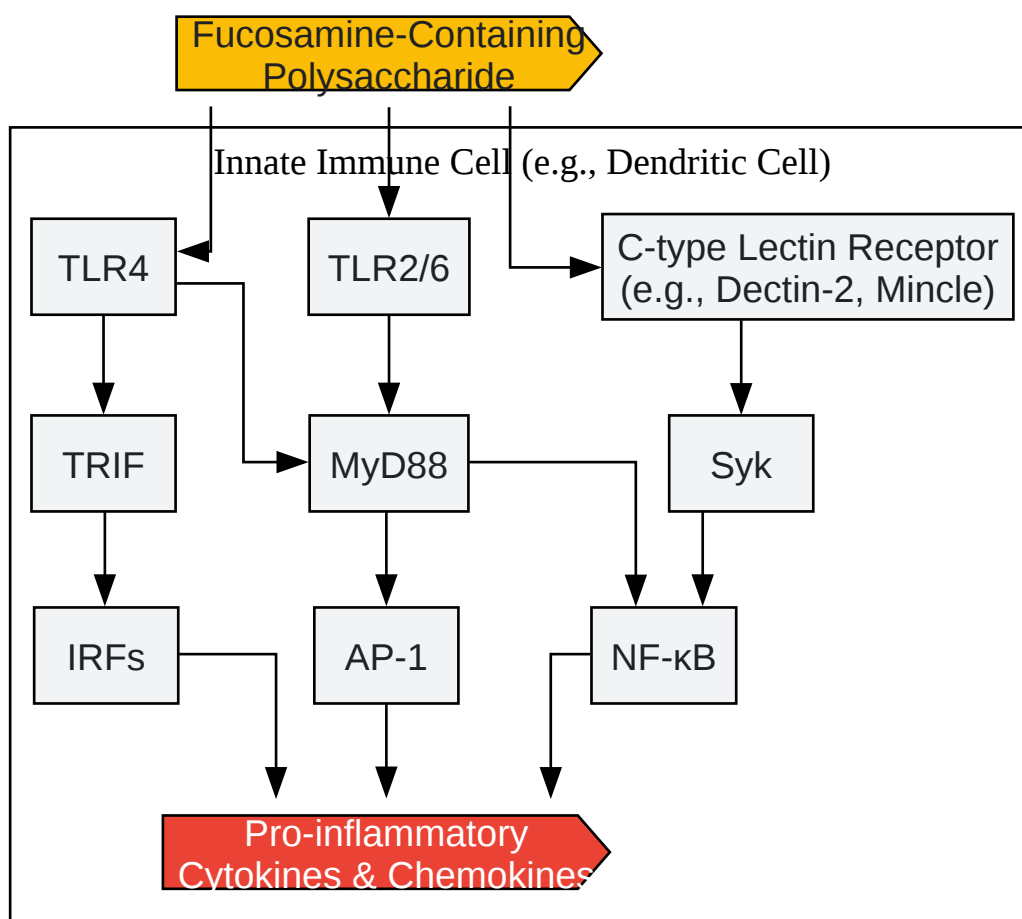 Fucosamine-Containing
Polysaccharide
Innate Immune Cell (e.g., Dendritic Cell)
TLR4
TLR2/6
C-type Lectin Receptor
(e.g., Dectin-2, Mincle)
TRIF
MyD88
Syk
IRFs
AP-1
NF-κB
Pro-inflammatory
Cytokines & Chemokines